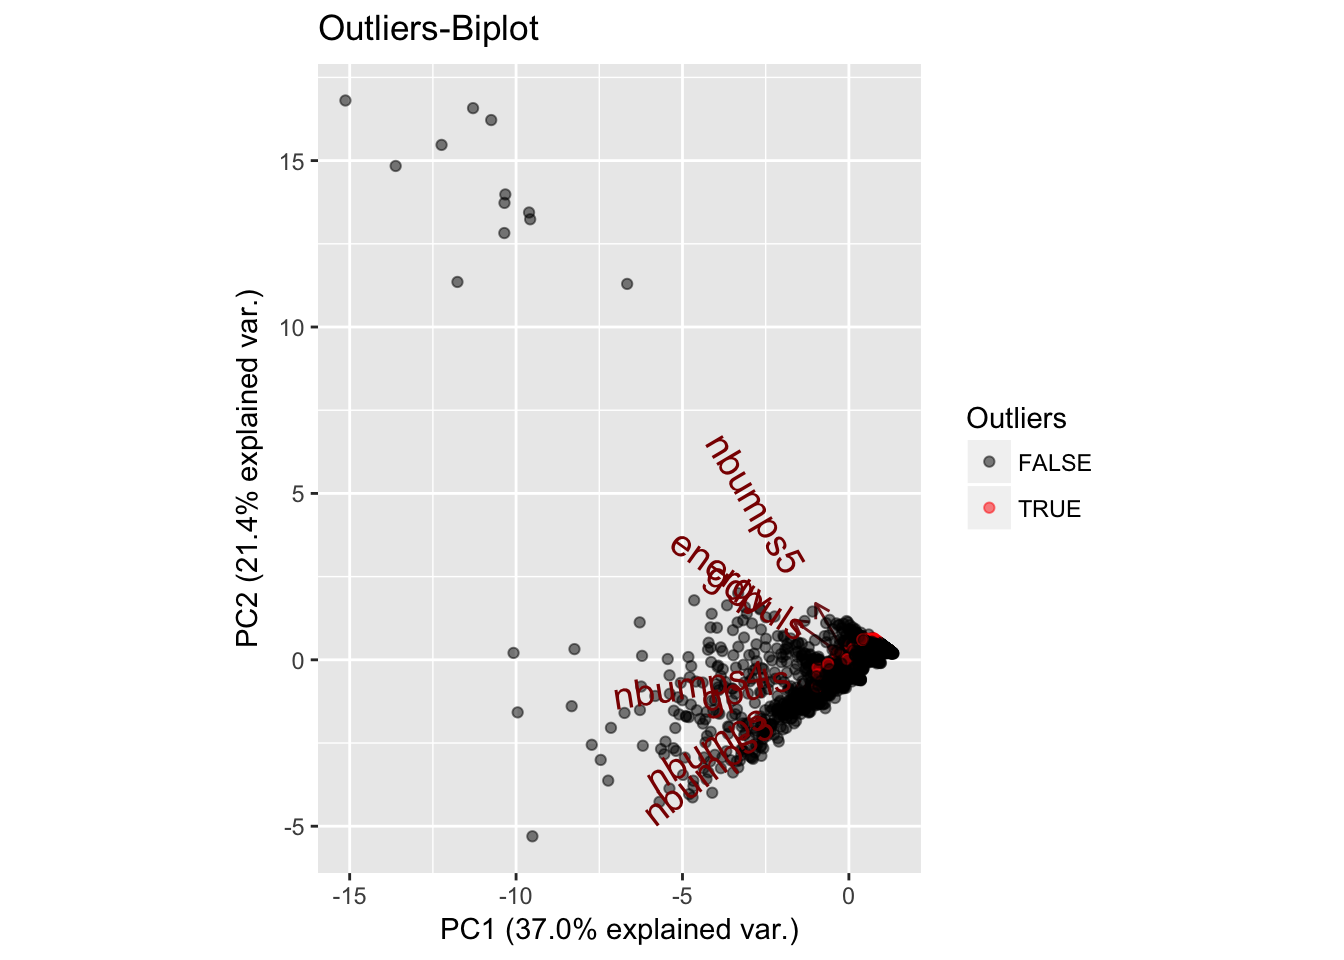 Outliers-Biplot
15
10
5
0
-5
-15
-10
-5
0
PC1 (37.0% explained var.)
PC2 (21.4% explained var.)
nbumps5
nbumps4
Outliers
FALSE
TRUE